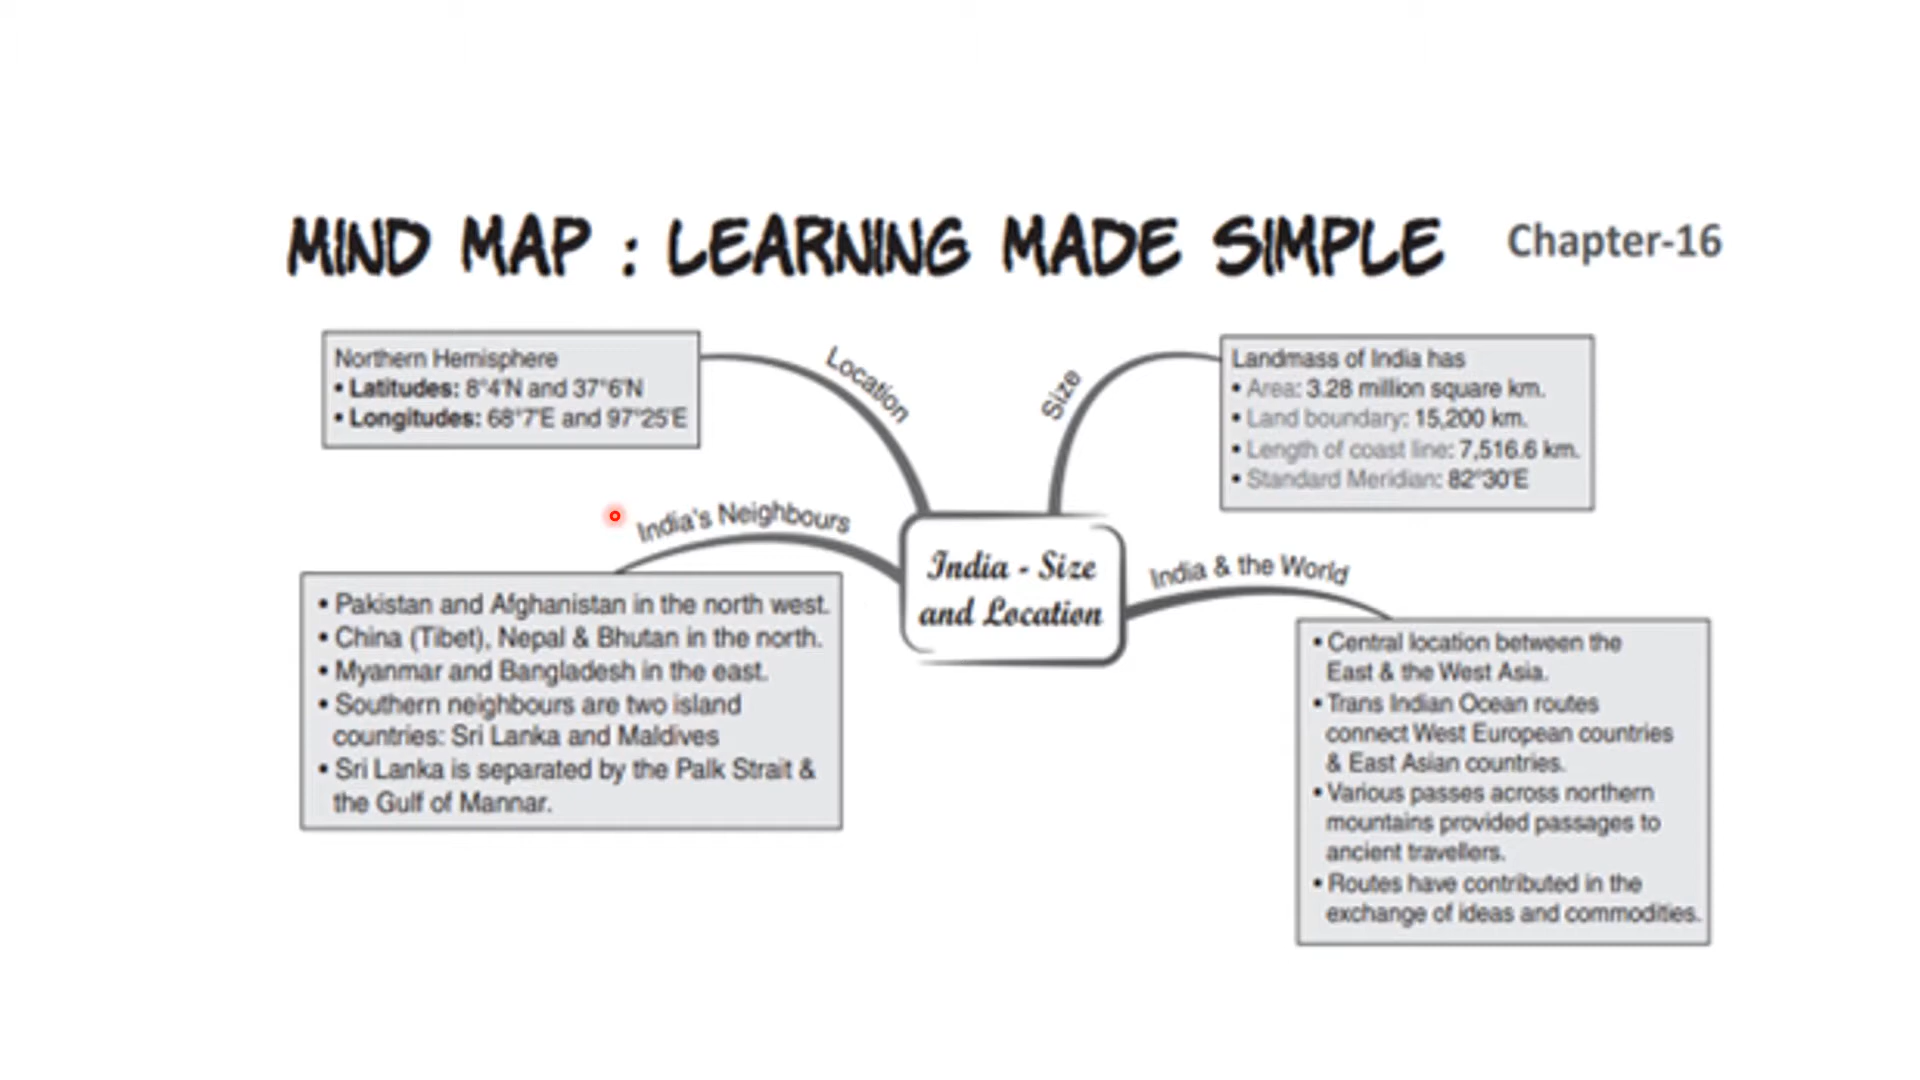 MIND MAP : LEARNING MADE SIMPLE Chapter-16
Location
Northern Hemisphere
• Latitudes: 8°4'N and 37°6'N
• Longitudes: 68°7'E and 97°25'E
Size
Landmass of India has
• Area: 3.28 million square km.
• Land boundary: 15,200 km.
• Length of coast line: 7,516.6 km.
• Standard Meridian: 82°30'E
India - Size
and Location
India's Neighbours
• Pakistan and Afghanistan in the north west.
• China (Tibet), Nepal & Bhutan in the north.
• Myanmar and Bangladesh in the east.
• Southern neighbours are two island
countries: Sri Lanka and Maldives
• Sri Lanka is separated by the Palk Strait &
the Gulf of Mannar.
India & the World
• Central location between the
East & the West Asia.
• Trans Indian Ocean routes
connect West European countries
& East Asian countries.
• Various passes across northern
mountains provided passages to
ancient travellers.
• Routes have contributed in the
exchange of ideas and commodities.